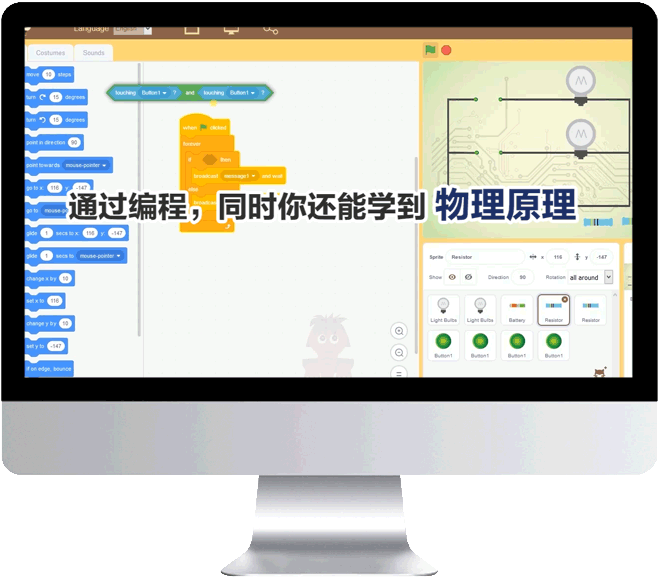 Language English
Costumes Sounds
move 10 steps
turn 15 degrees
turn 15 degrees
point in direction 90
point towards mouse-pointer
go to x: 116 y: -147
go to
glide 1 secs to x: 116 y: -147
glide 1 secs to mouse-pointer
change x by 10
set x to 116
change y by 10
set y to -147
if on edge, bounce
touching Button1 ? and touching Button1 ?
when clicked
forever
if then
broadcast message1 and wait
else
通过编程，同时你还能学到 物理原理
Sprite Resistor x 116 y -147
Show Direction 90 Rotation all around
Light Bulbs Light Bulbs Battery Resistor Resistor
Button1 Button1 Button1 Button1